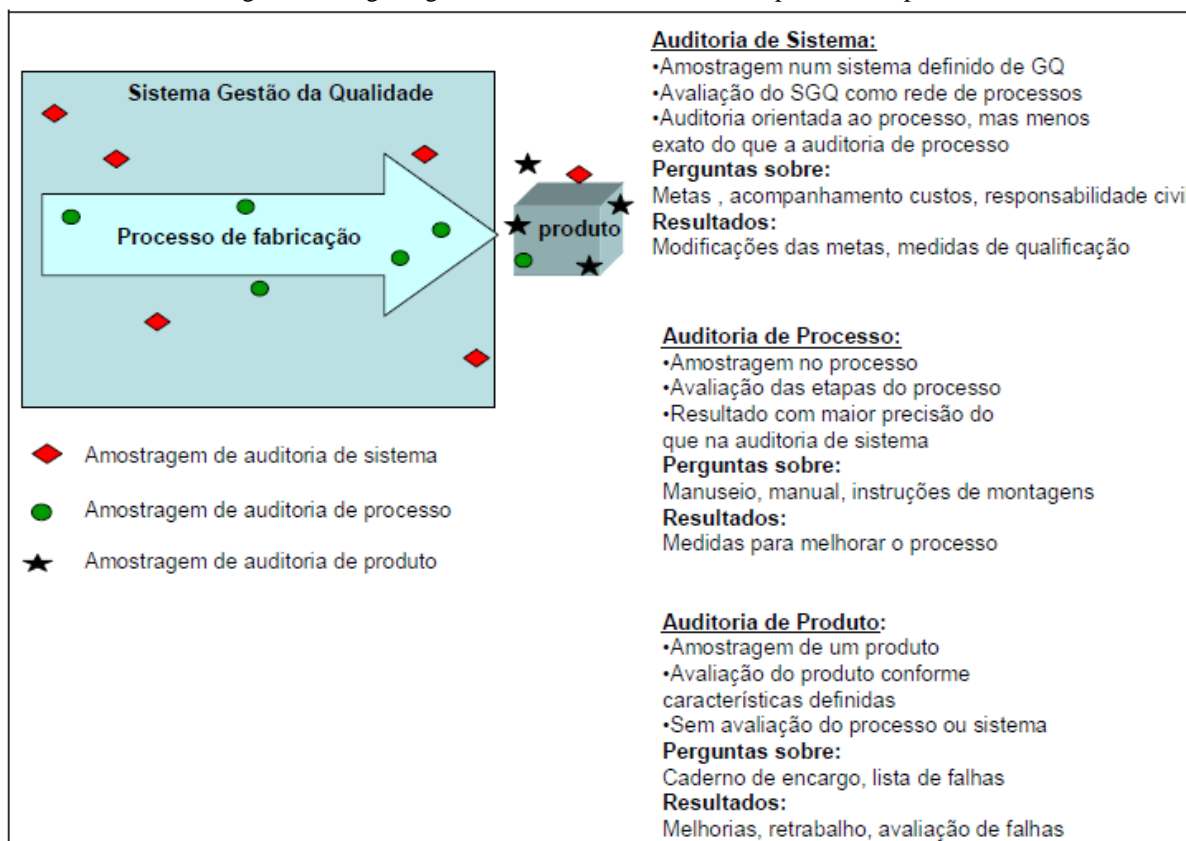 Sistema Gestão da Qualidade
Processo de fabricação
produto
Amostragem de auditoria de sistema
Amostragem de auditoria de processo
Amostragem de auditoria de produto
Auditoria de Sistema:
•Amostragem num sistema definido de GQ
•Avaliação do SGQ como rede de processos
•Auditoria orientada ao processo, mas menos
exato do que a auditoria de processo
Perguntas sobre:
Metas , acompanhamento custos, responsabilidade civi
Resultados:
Modificações das metas, medidas de qualificação
Auditoria de Processo:
•Amostragem no processo
•Avaliação das etapas do processo
•Resultado com maior precisão do
que na auditoria de sistema
Perguntas sobre:
Manuseio, manual, instruções de montagens
Resultados:
Medidas para melhorar o processo
Auditoria de Produto:
•Amostragem de um produto
•Avaliação do produto conforme
características definidas
•Sem avaliação do processo ou sistema
Perguntas sobre:
Caderno de encargo, lista de falhas
Resultados:
Melhorias, retrabalho, avaliação de falhas